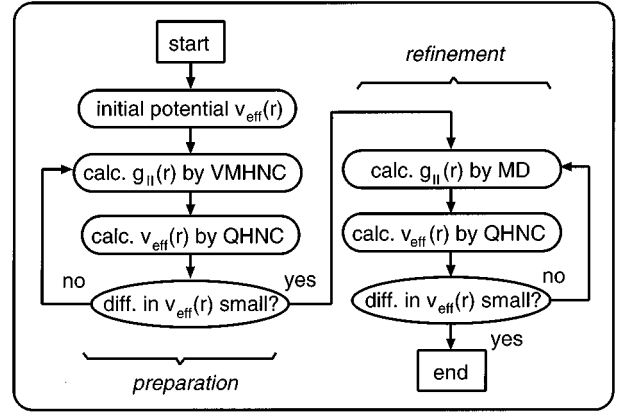 start
initial potential v_eff(r)
calc. g_II(r) by VMHNC
calc. v_eff(r) by QHNC
no
yes
diff. in v_eff(r) small?
preparation
refinement
calc. g_II(r) by MD
calc. v_eff(r) by QHNC
no
diff. in v_eff(r) small?
yes
end